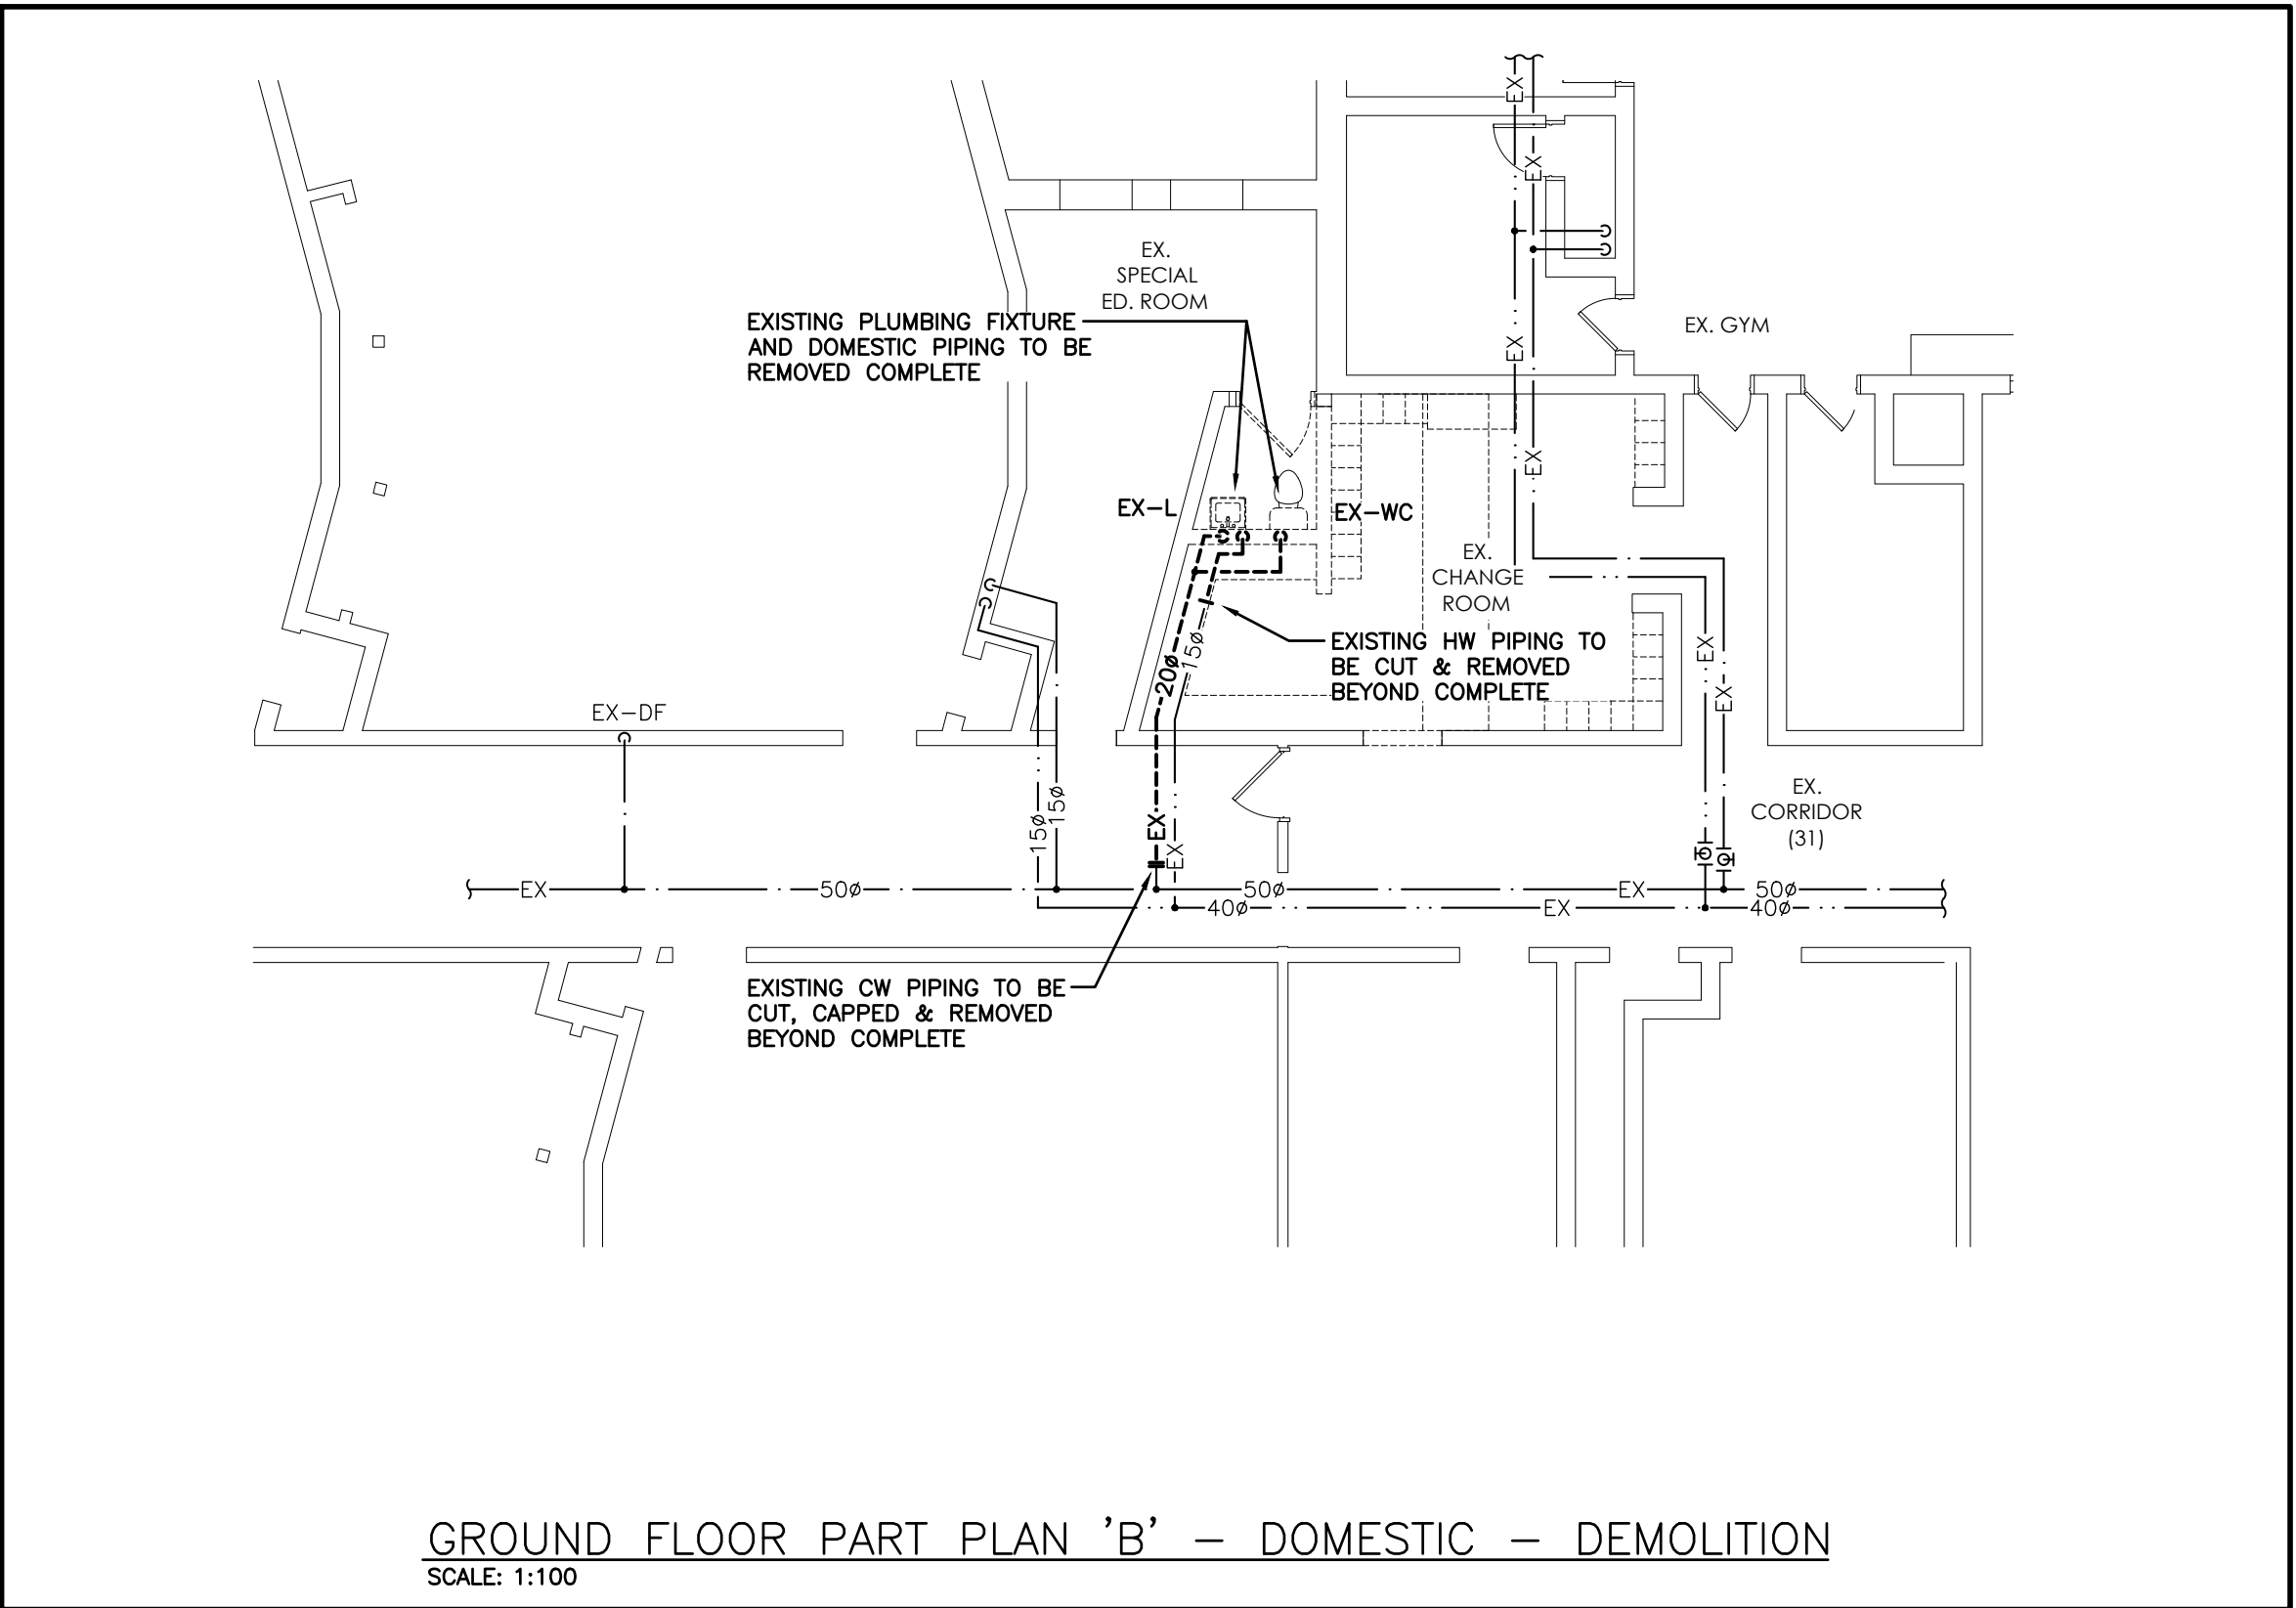 EX
EX
EX.
SPECIAL
ED. ROOM
EXISTING PLUMBING FIXTURE
AND DOMESTIC PIPING TO BE
REMOVED COMPLETE
EX. GYM
EX
EX
EX-L
EX-WC
EX.
CHANGE
ROOM
EXISTING HW PIPING TO
BE CUT & REMOVED
BEYOND COMPLETE
15ø
20ø
EX
EX
EX-DF
15ø
15ø
EX
EX
EX.
CORRIDOR
(31)
EX
50ø
50ø
EX
50ø
40ø
EX
40ø
EXISTING CW PIPING TO BE
CUT, CAPPED & REMOVED
BEYOND COMPLETE
GROUND FLOOR PART PLAN 'B' - DOMESTIC - DEMOLITION
SCALE: 1:100